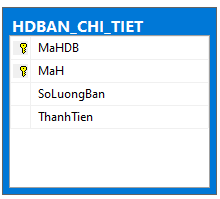 HDBAN_CHI_TIET
MaHDB
MaH
SoLuongBan
ThanhTien